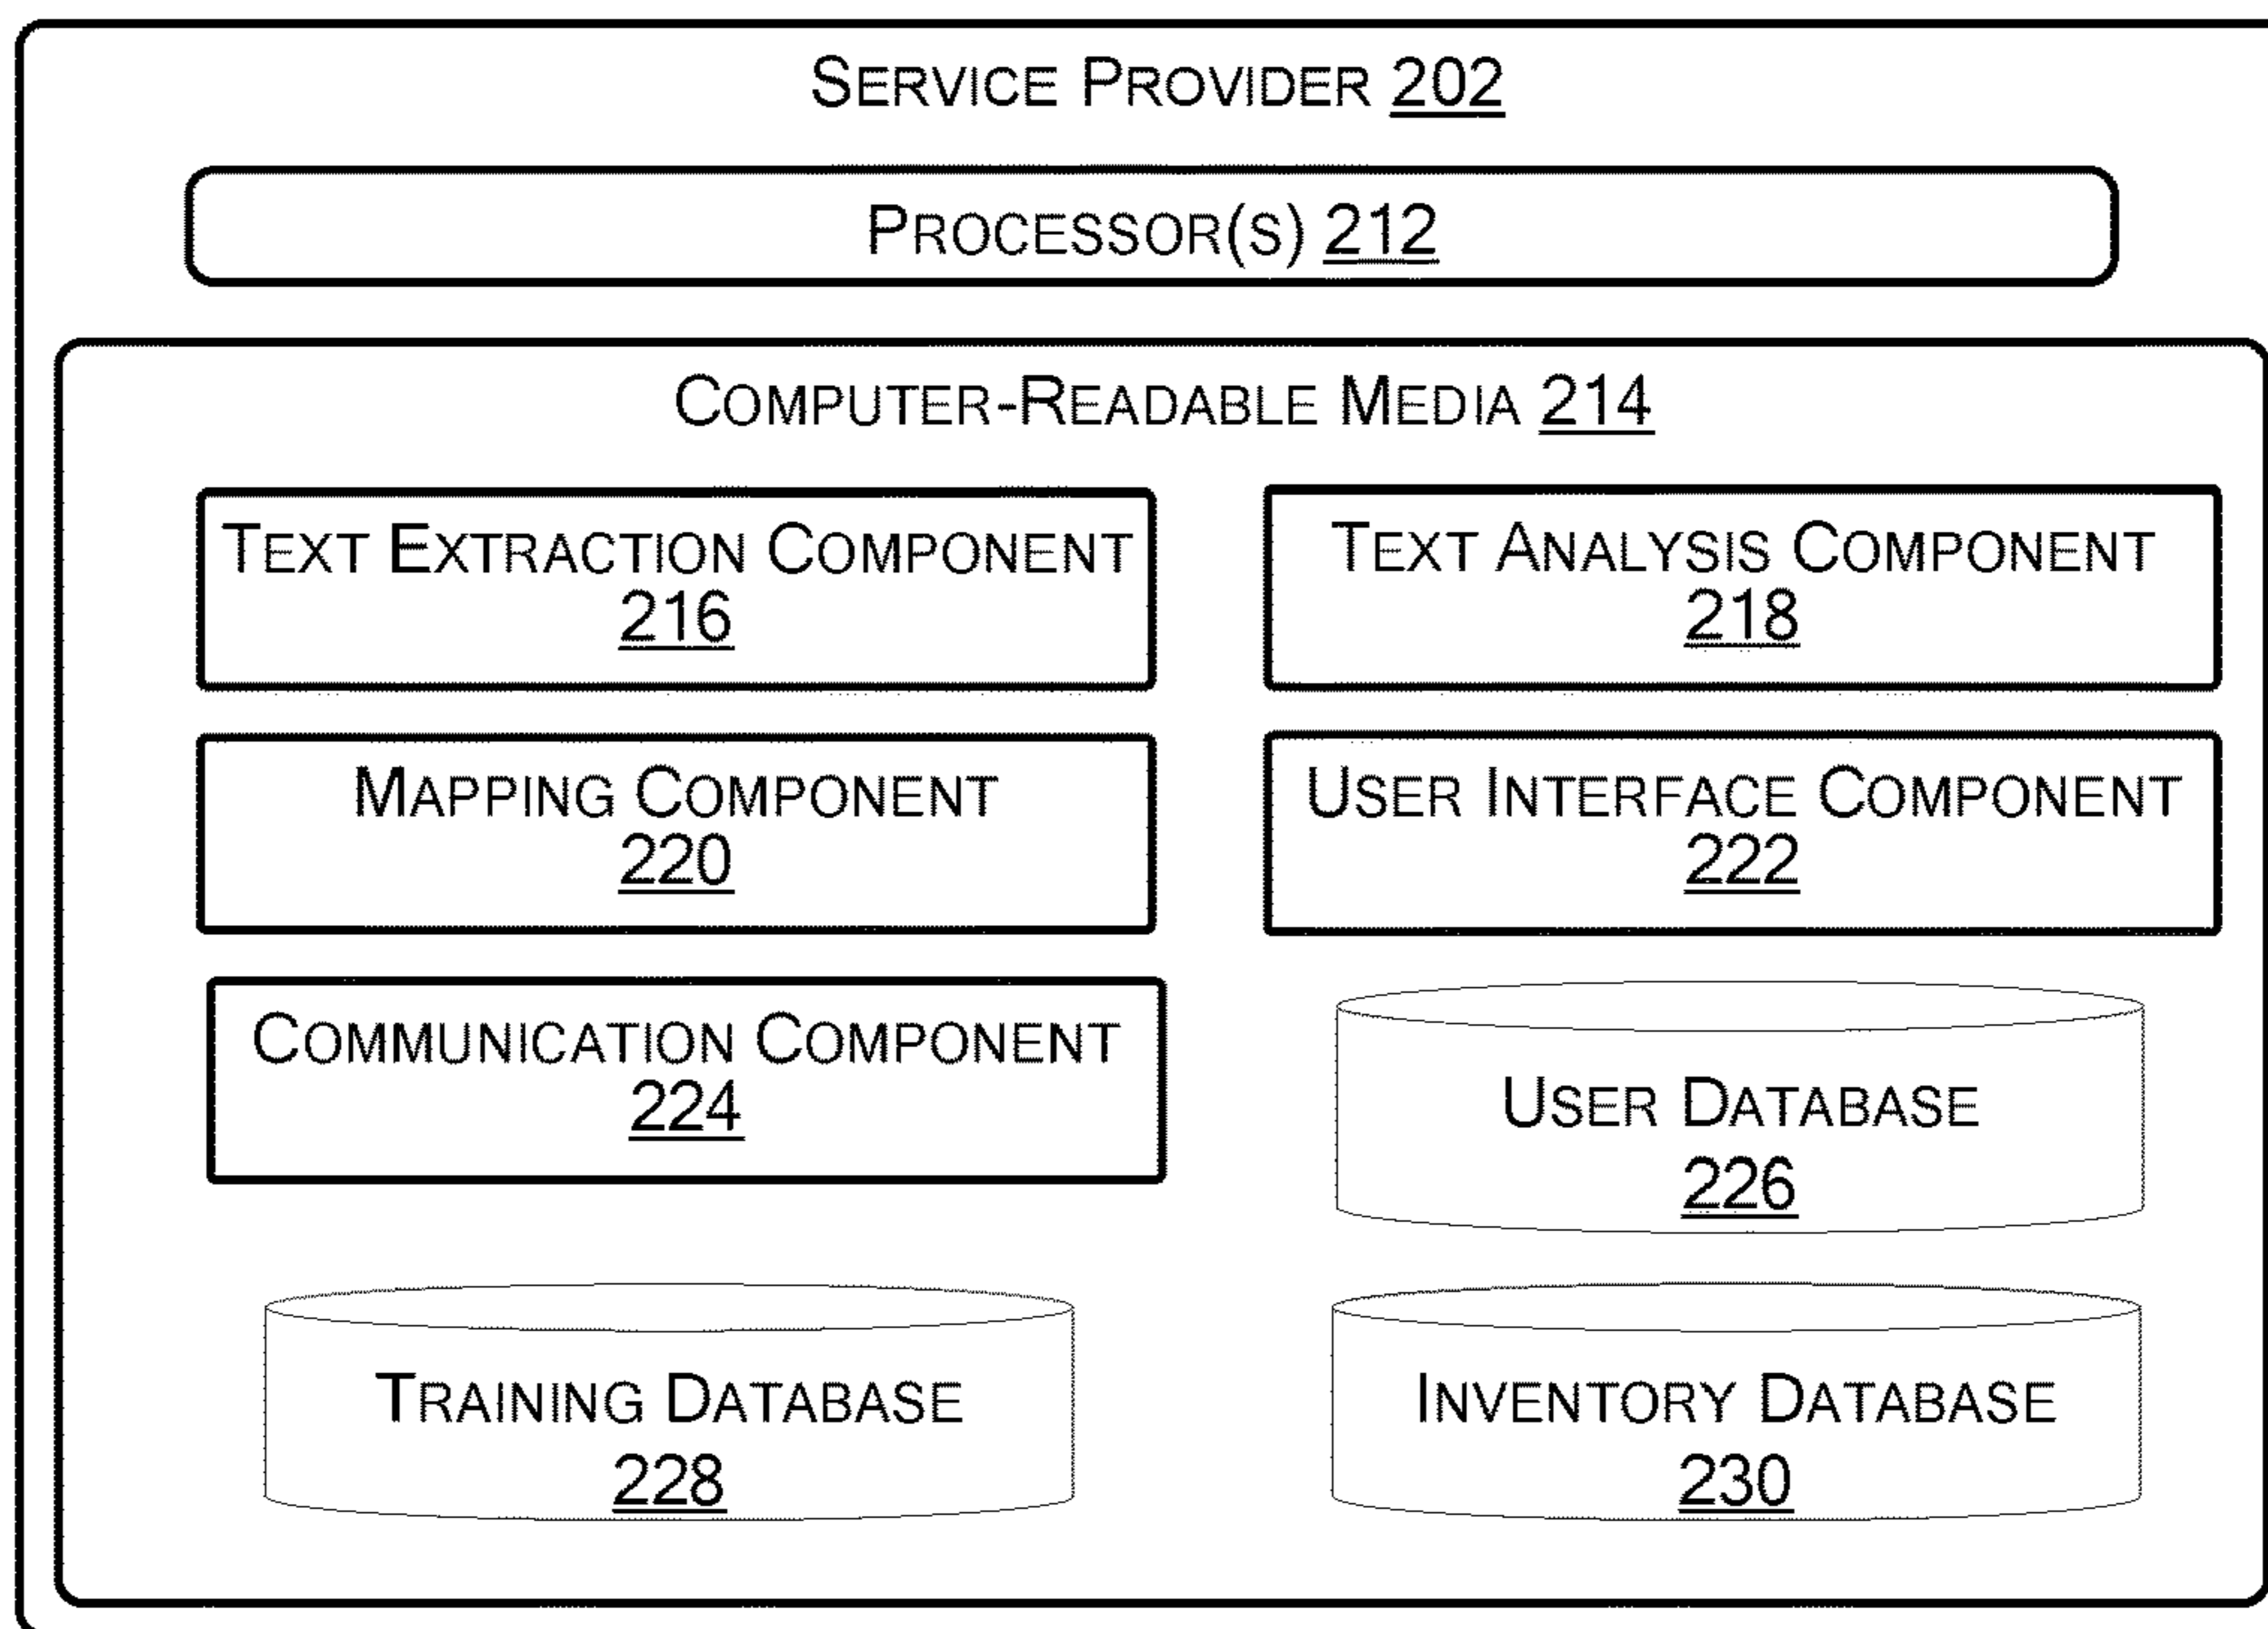 SERVICE PROVIDER 202
PROCESSOR(S) 212
COMPUTER-READABLE MEDIA 214
TEXT EXTRACTION COMPONENT
216
TEXT ANALYSIS COMPONENT
218
MAPPING COMPONENT
220
USER INTERFACE COMPONENT
222
COMMUNICATION COMPONENT
224
USER DATABASE
226
TRAINING DATABASE
228
INVENTORY DATABASE
230